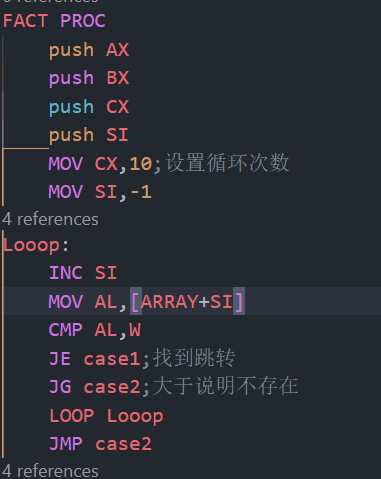 FACT PROC
push AX
push BX
push CX
push SI
MOV CX,10;设置循环次数
MOV SI,-1
4 references
Looop:
INC SI
MOV AL,[ARRAY+SI]
CMP AL,W
JE case1;找到跳转
JG case2;大于说明不存在
LOOP Looop
JMP case2
4 references